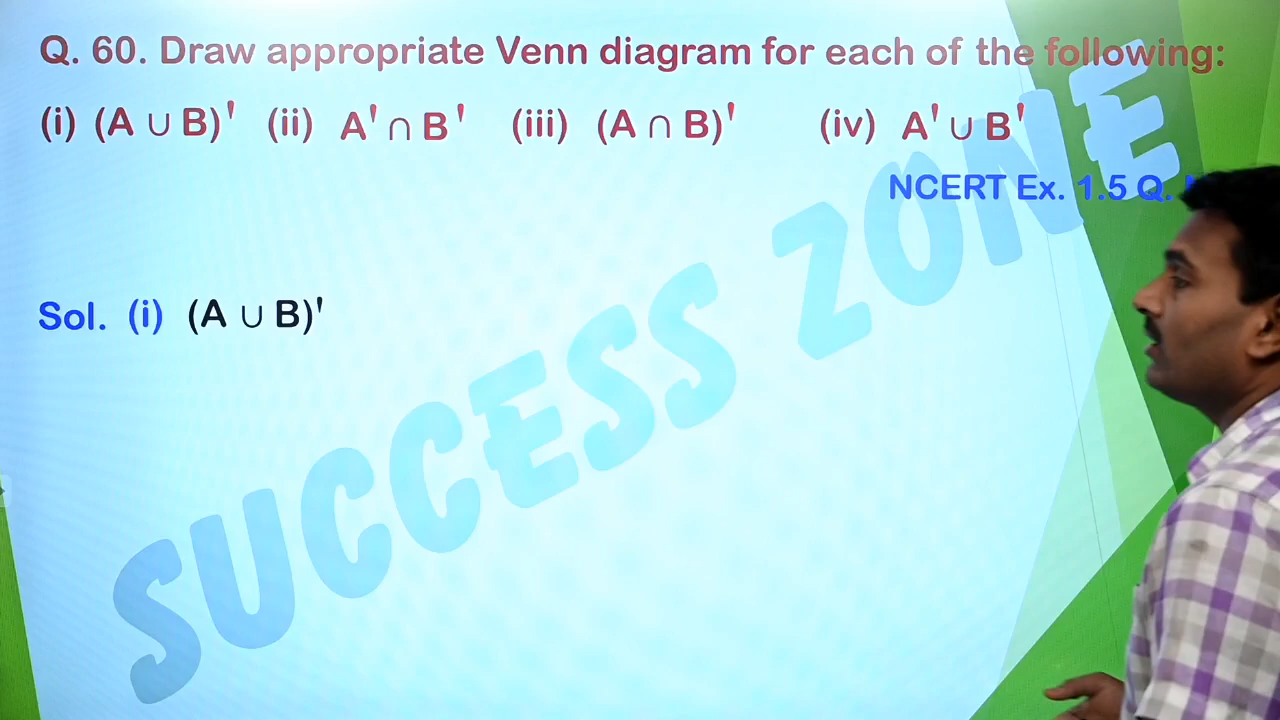 Q. 60. Draw appropriate Venn diagram for each of the following:
(i) (A ∪ B)' (ii) A' ∩ B' (iii) (A ∩ B)' (iv) A' ∪ B'
NCERT Ex. 1.5 Q.
Sol. (i) (A ∪ B)'
SUCCESS ZONE